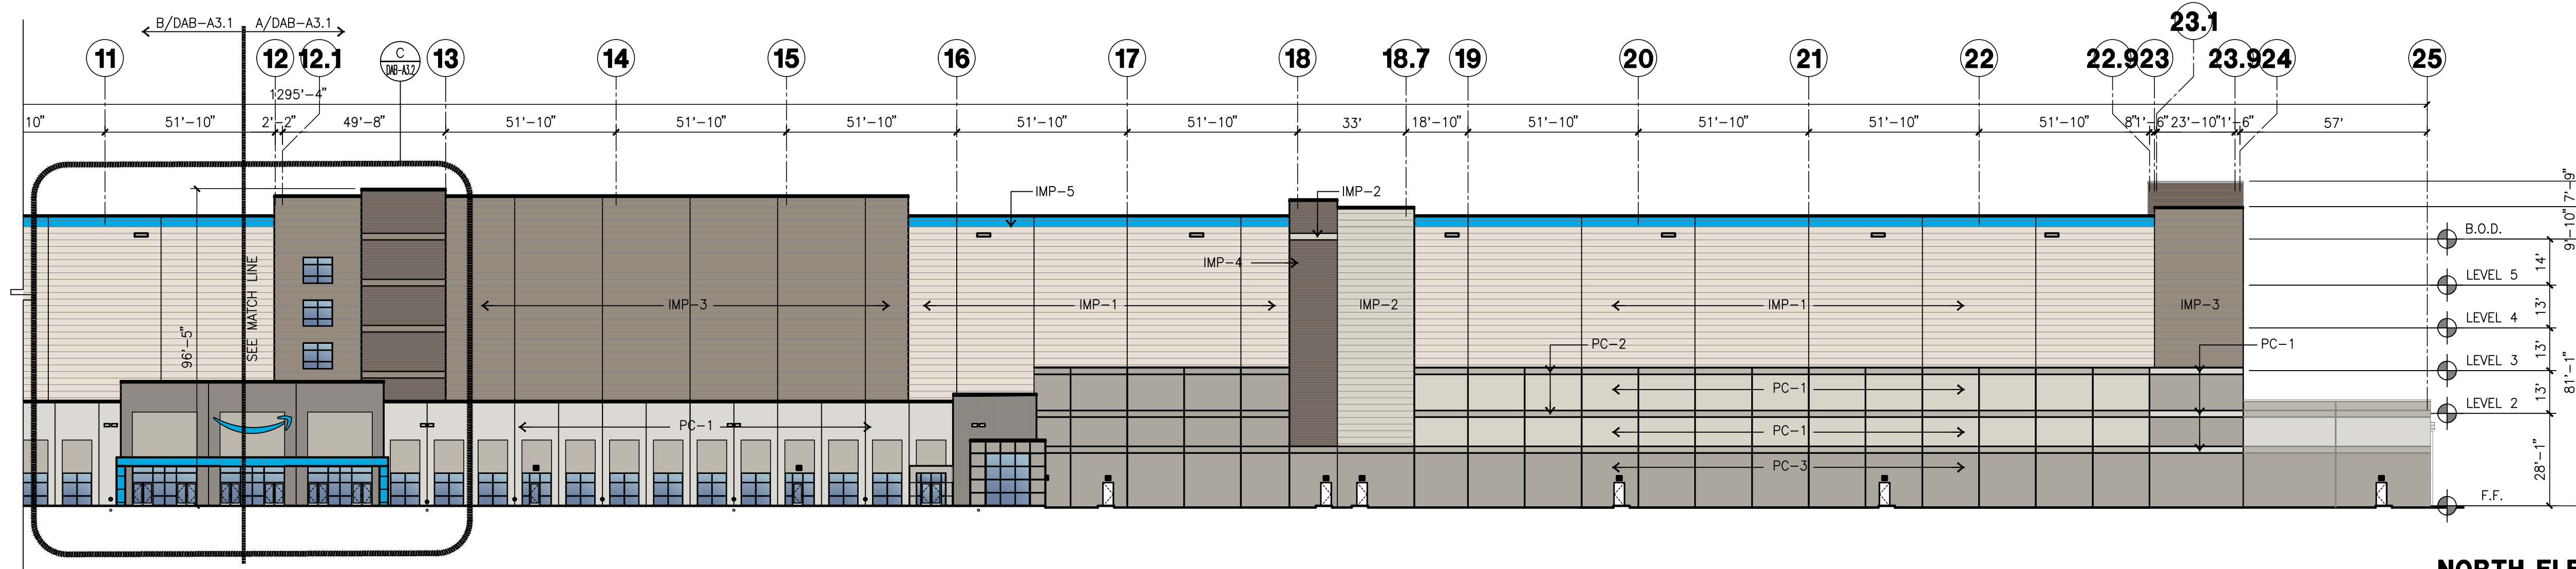 B/DAB-A3.1 A/DAB-A3.1
11 12 12.1 C 13 14 15 16 17 18 18.7 19 20 21 22 22.9 23 23.1 23.9 24 25
DAB-A3.2
1295'-4"
10" 51'-10" 2'-2" 49'-8" 51'-10" 51'-10" 51'-10" 51'-10" 51'-10" 33' 18'-10" 51'-10" 51'-10" 51'-10" 51'-10" 8" 1'-6" 23'-10" 1'-6" 57'
7'-9"
IMP-5 IMP-2
9'-10"
B.O.D.
IMP-4
14'
LEVEL 5
SEE MATCH LINE
IMP-3 IMP-1 IMP-2 IMP-1 IMP-3
13'
LEVEL 4
96'-5"
PC-2 PC-1
13'
LEVEL 3
81'-1"
PC-1
13'
LEVEL 2
PC-1 PC-1
PC-3
28'-1"
F.F.